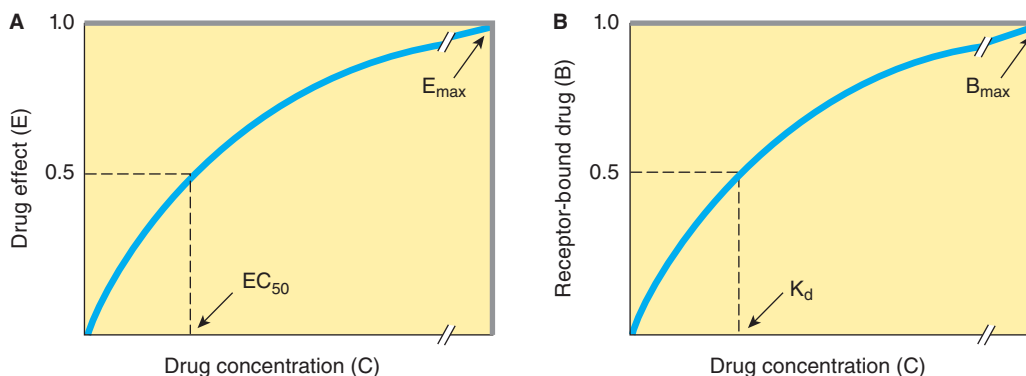 A
1.0
0.5
Drug effect (E)
E_max
EC_50
Drug concentration (C)
B
1.0
0.5
Receptor-bound drug (B)
B_max
K_d
Drug concentration (C)